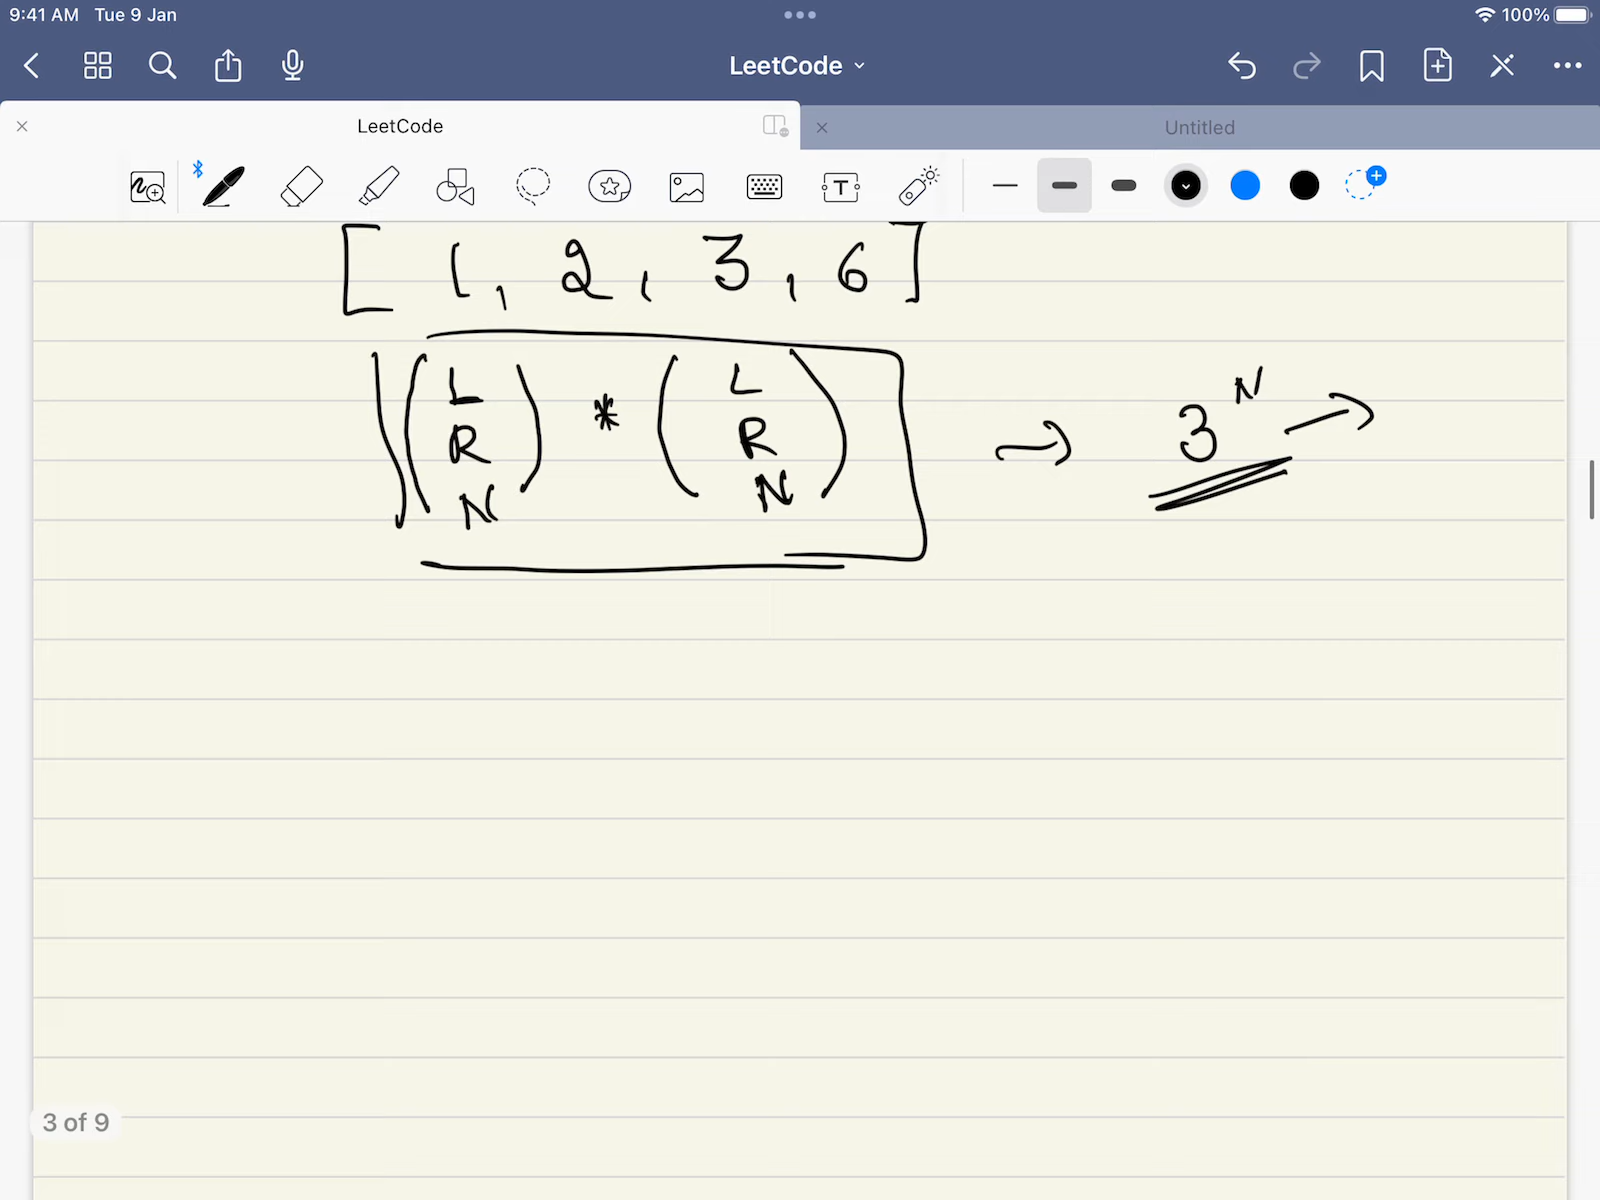 9:41 AM Tue 9 Jan
100%
LeetCode
LeetCode
Untitled
T
[ 1, 2, 3, 6 ]
( L R N ) * ( L R N ) → 3^N →
3 of 9